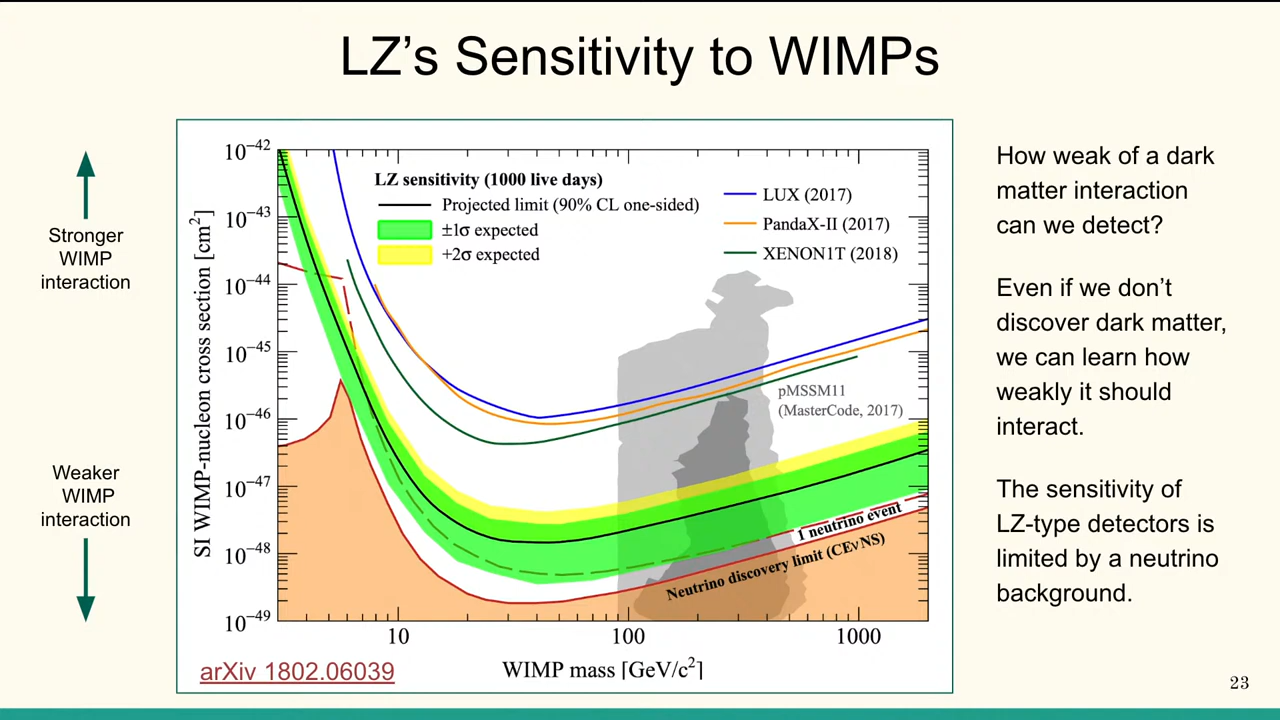 LZ's Sensitivity to WIMPs
Stronger
WIMP
interaction
Weaker
WIMP
interaction
SI WIMP-nucleon cross section [cm²]
10⁻⁴²
10⁻⁴³
10⁻⁴⁴
10⁻⁴⁵
10⁻⁴⁶
10⁻⁴⁷
10⁻⁴⁸
10⁻⁴⁹
LZ sensitivity (1000 live days)
Projected limit (90% CL one-sided)
±1σ expected
+2σ expected
LUX (2017)
PandaX-II (2017)
XENON1T (2018)
pMSSM11
(MasterCode, 2017)
1 neutrino event
Neutrino discovery limit (CEνNS)
10
100
1000
WIMP mass [GeV/c²]
arXiv 1802.06039
How weak of a dark
matter interaction
can we detect?
Even if we don't
discover dark matter,
we can learn how
weakly it should
interact.
The sensitivity of
LZ-type detectors is
limited by a neutrino
background.
23